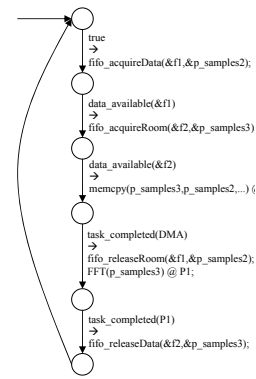 true
→
fifo_acquireData(&f1,&p_samples2);
data_available(&f1)
→
fifo_acquireRoom(&f2,&p_samples3)
data_available(&f2)
→
memcpy(p_samples3,p_samples2,...) @
task_completed(DMA)
→
fifo_releaseRoom(&f1,&p_samples2);
FFT(p_samples3) @ P1;
task_completed(P1)
→
fifo_releaseData(&f2,&p_samples3);